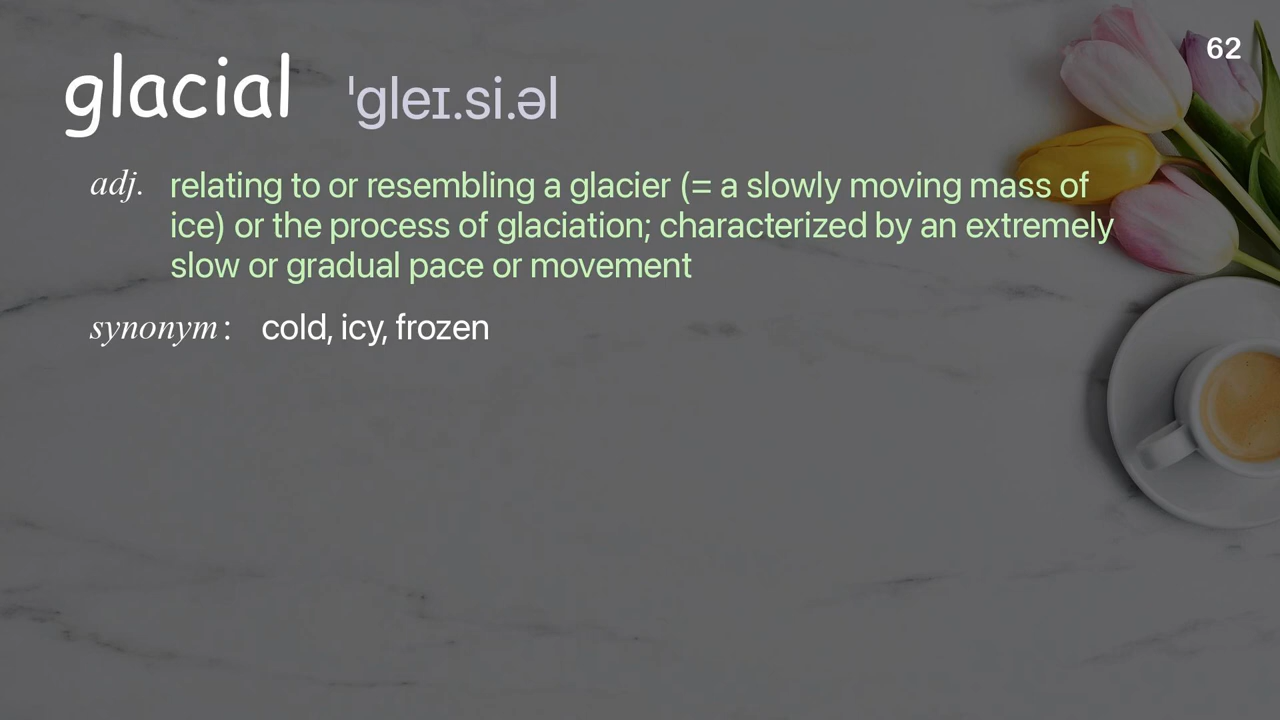 62
glacial ˈɡleɪ.si.əl
adj. relating to or resembling a glacier (= a slowly moving mass of
ice) or the process of glaciation; characterized by an extremely
slow or gradual pace or movement
synonym: cold, icy, frozen